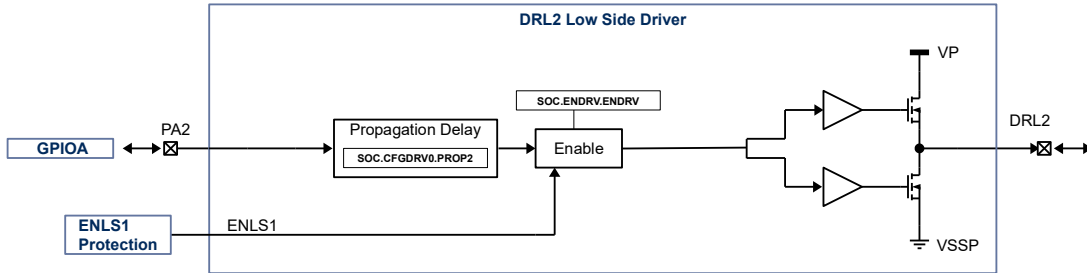 DRL2 Low Side Driver
VP
SOC.ENDRV.ENDRV
PA2
Propagation Delay
DRL2
GPIOA
SOC.CFGDRV0.PROP2
Enable
ENLS1
Protection
ENLS1
VSSP